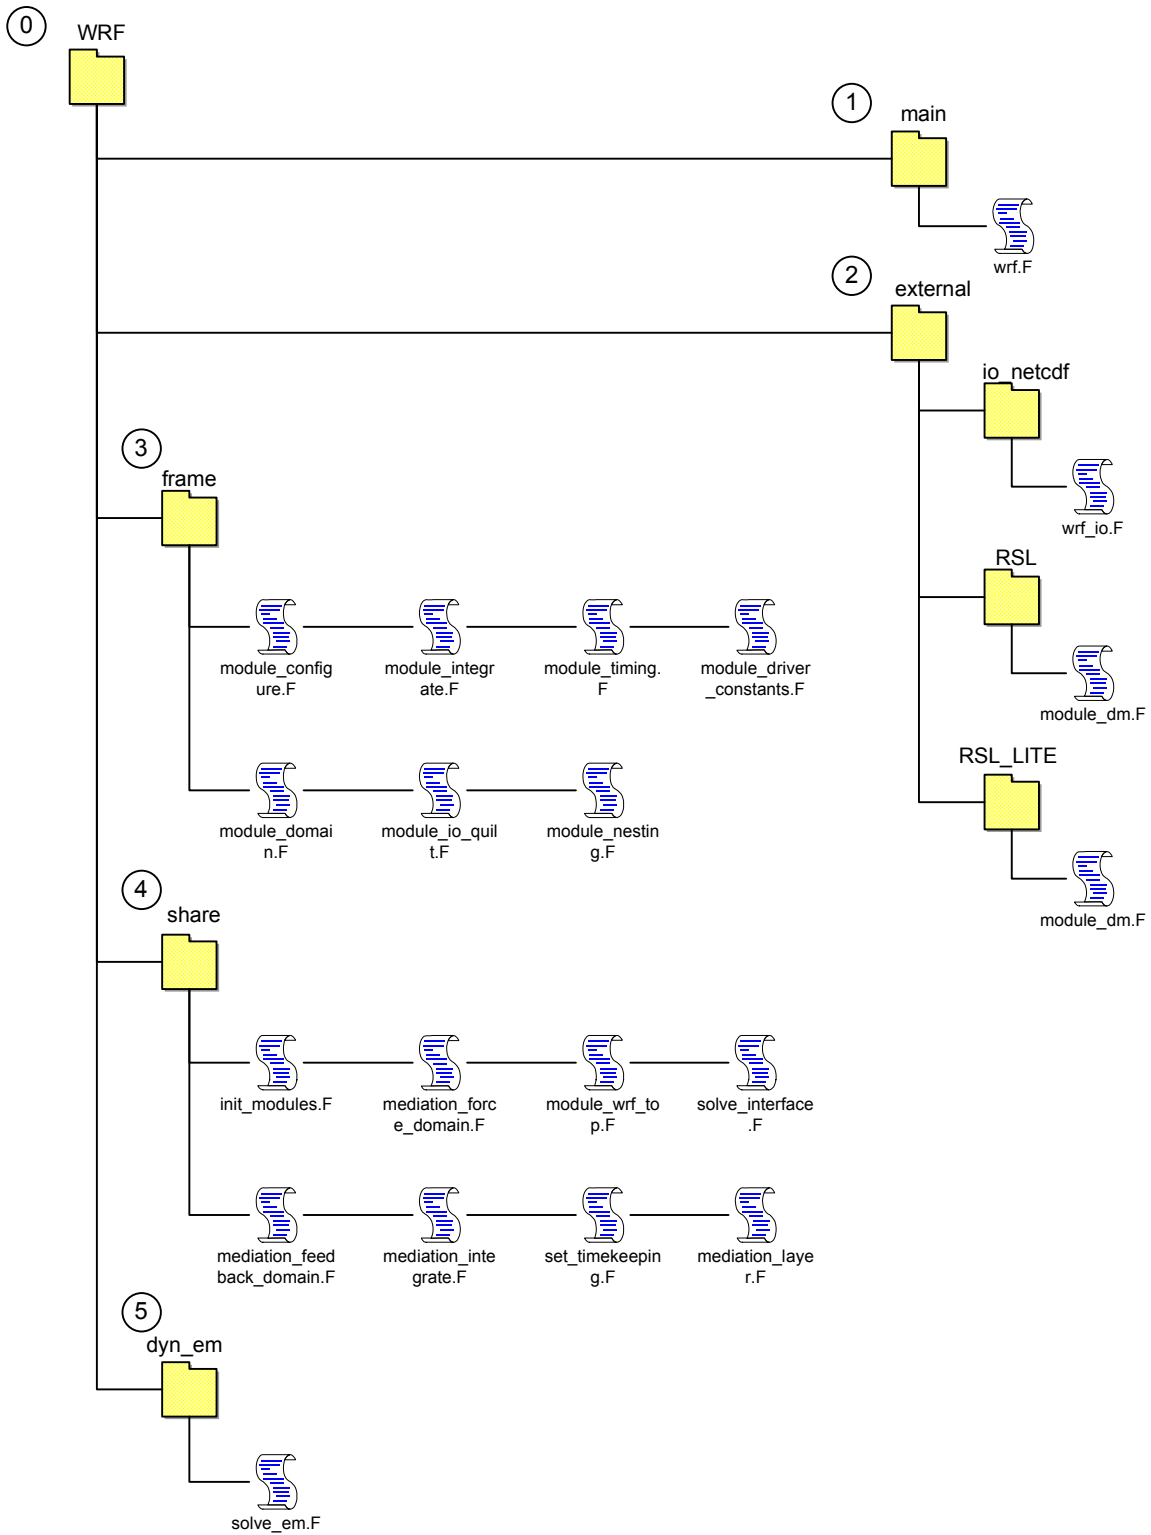 0
WRF
1
main
wrf.F
2
external
io_netcdf
wrf_io.F
RSL
module_dm.F
RSL_LITE
module_dm.F
3
frame
module_config
ure.F
module_integr
ate.F
module_timing.
F
module_driver
_constants.F
module_domai
n.F
module_io_quil
t.F
module_nestin
g.F
4
share
init_modules.F
mediation_forc
e_domain.F
module_wrf_to
p.F
solve_interface
.F
mediation_feed
back_domain.F
mediation_inte
grate.F
set_timekeepin
g.F
mediation_laye
r.F
5
dyn_em
solve_em.F